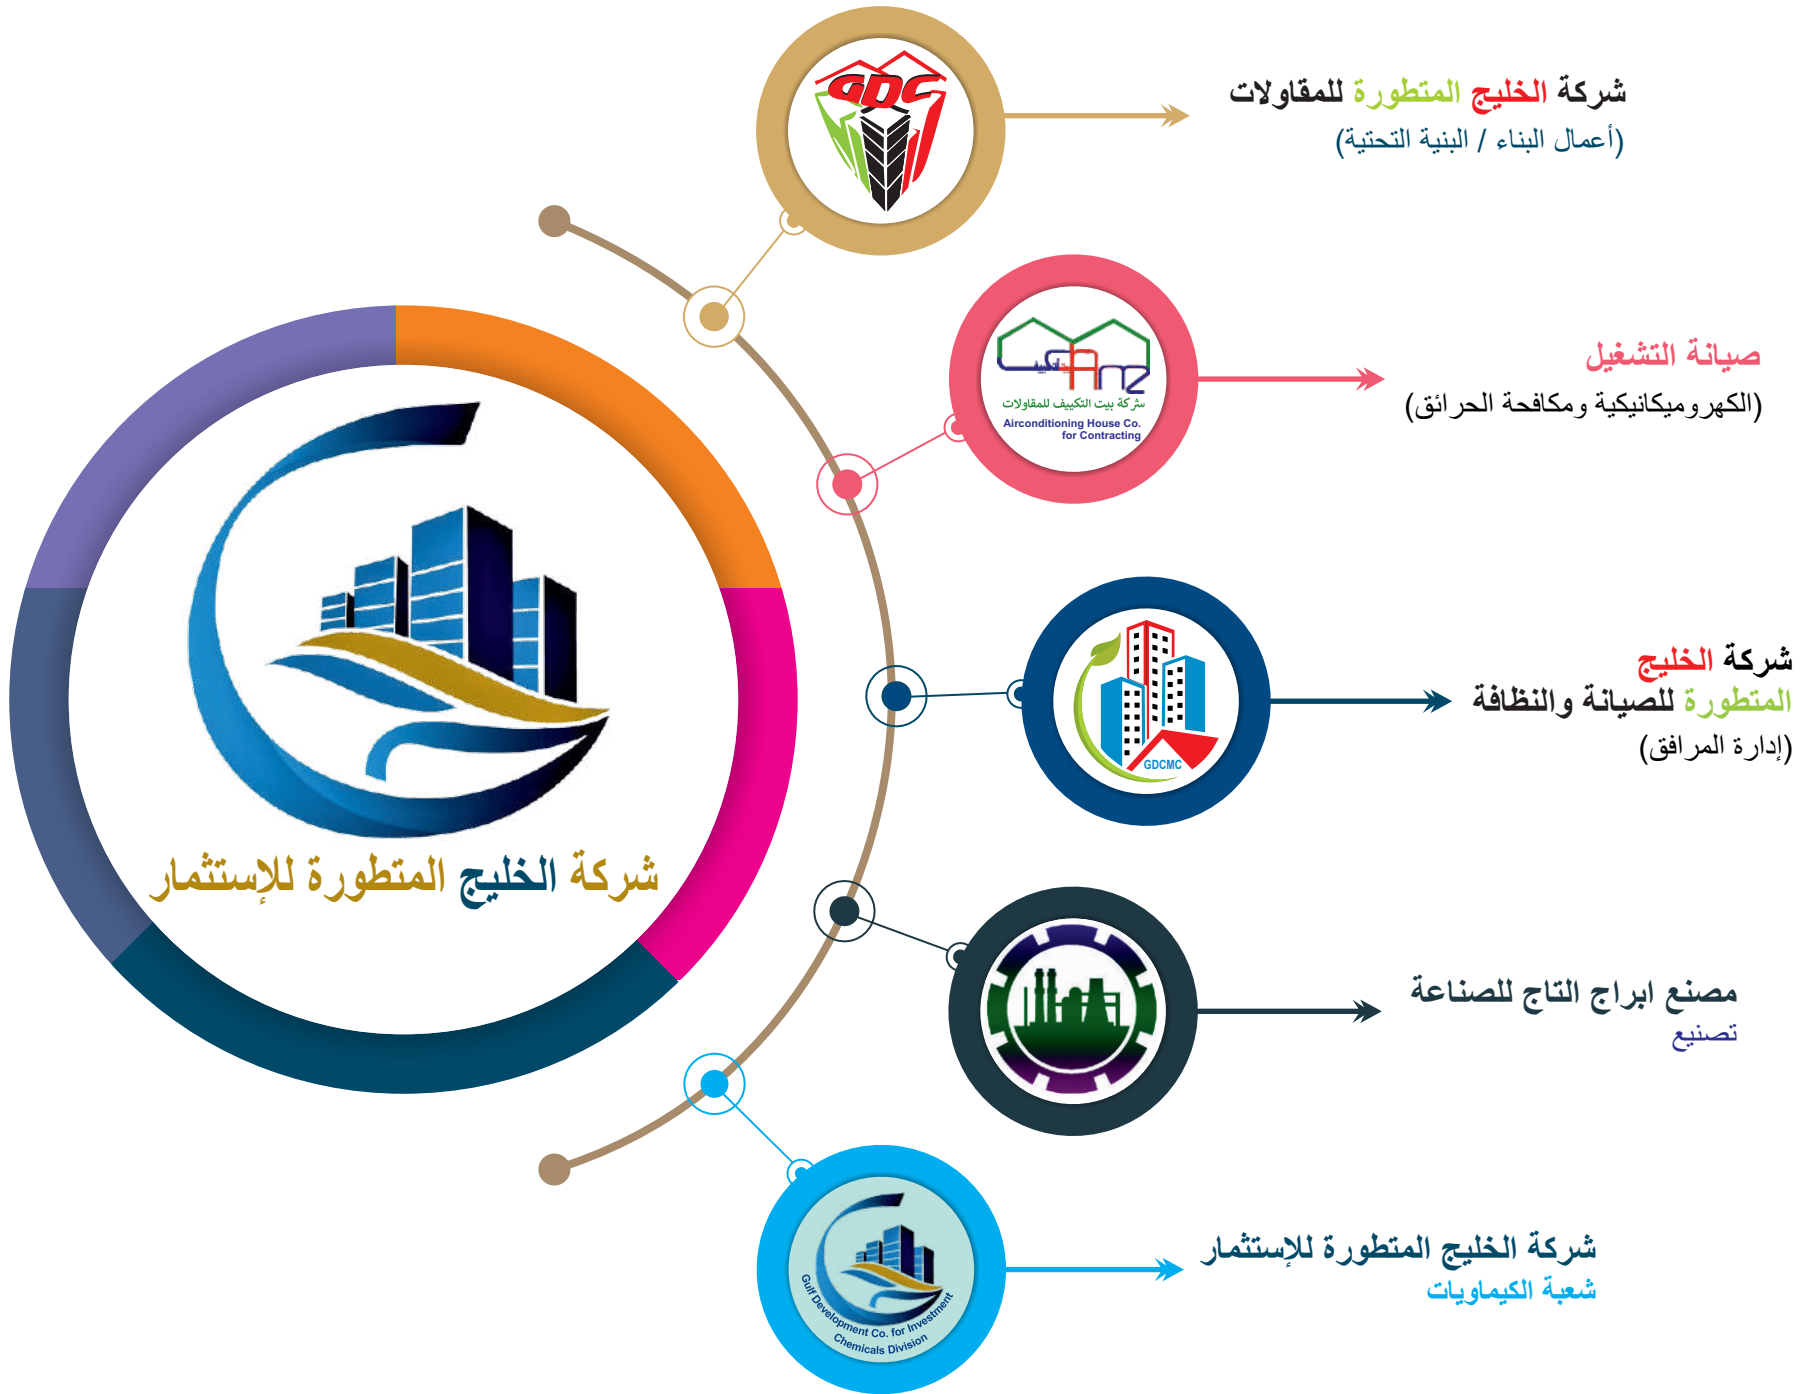 GDC
شركة الخليج المتطورة للمقاولات
(أعمال البناء / البنية التحتية)
شركة بيت التكييف للمقاولات
Airconditioning House Co.
for Contracting
صيانة التشغيل
(الكهروميكانيكية ومكافحة الحرائق)
شركة الخليج المتطورة للإستثمار
GDCMC
شركة الخليج
المتطورة للصيانة والنظافة
(إدارة المرافق)
مصنع ابراج التاج للصناعة
تصنيع
Gulf Development Co. for Investment
Chemicals Division
شركة الخليج المتطورة للإستثمار
شعبة الكيماويات